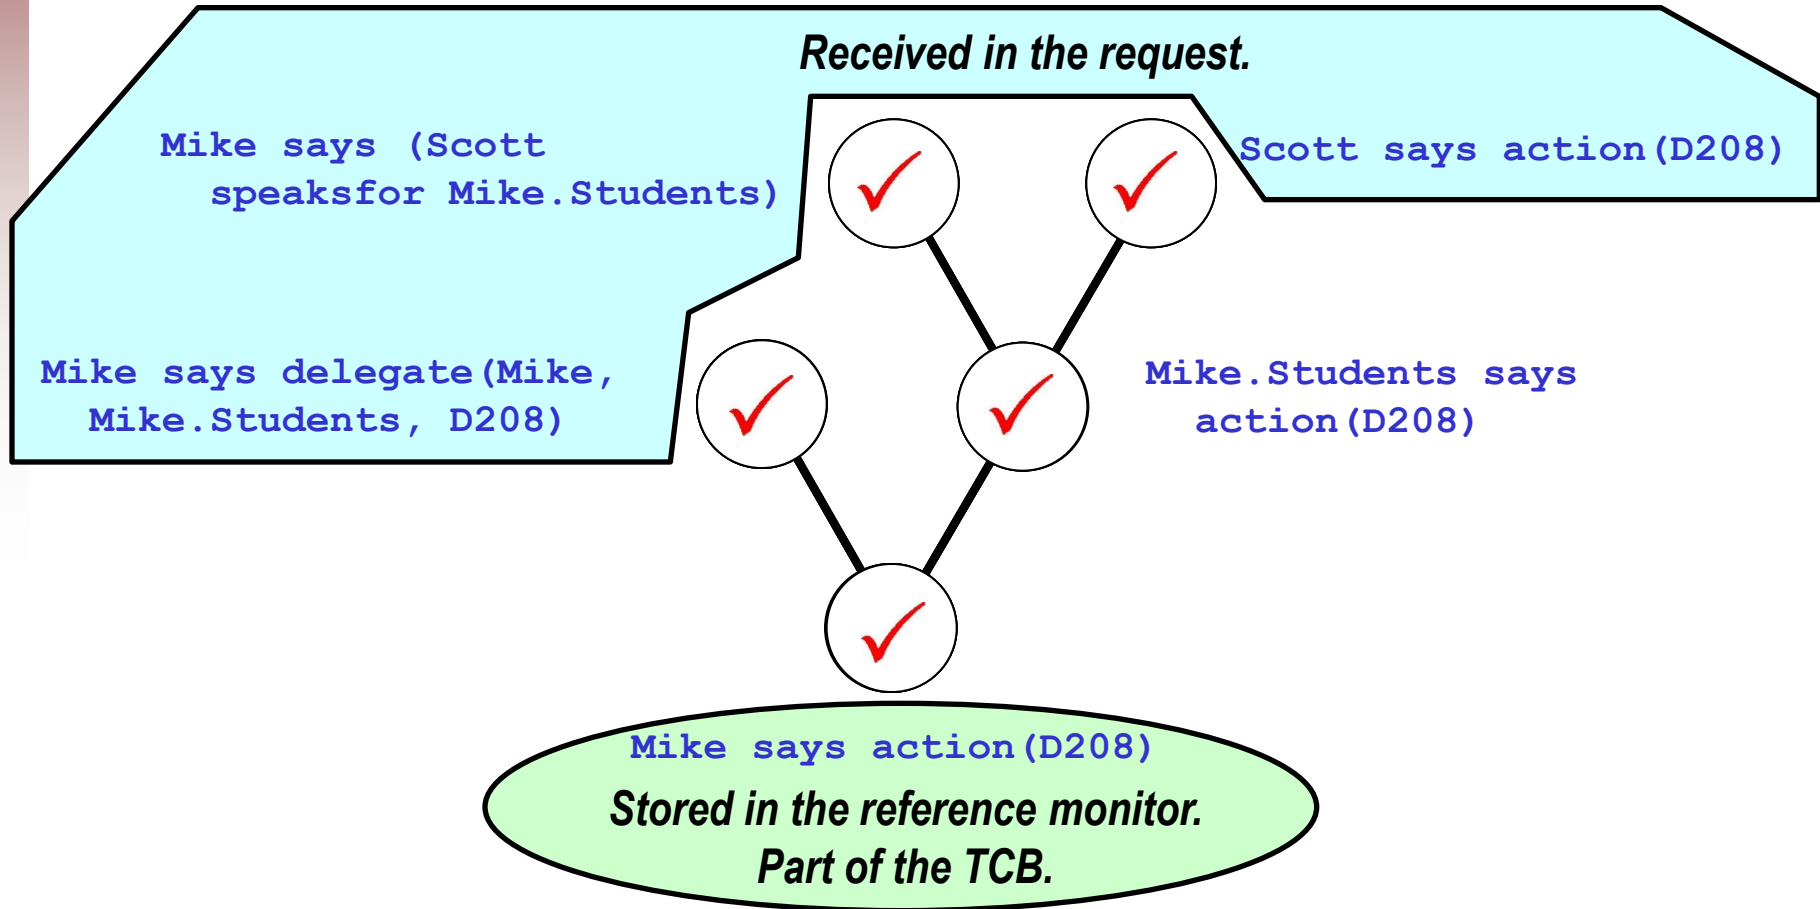 Received in the request.
Mike says (Scott
speaksfor Mike.Students)
Scott says action(D208)
Mike says delegate(Mike,
Mike.Students, D208)
Mike.Students says
action(D208)
Mike says action(D208)
Stored in the reference monitor.
Part of the TCB.